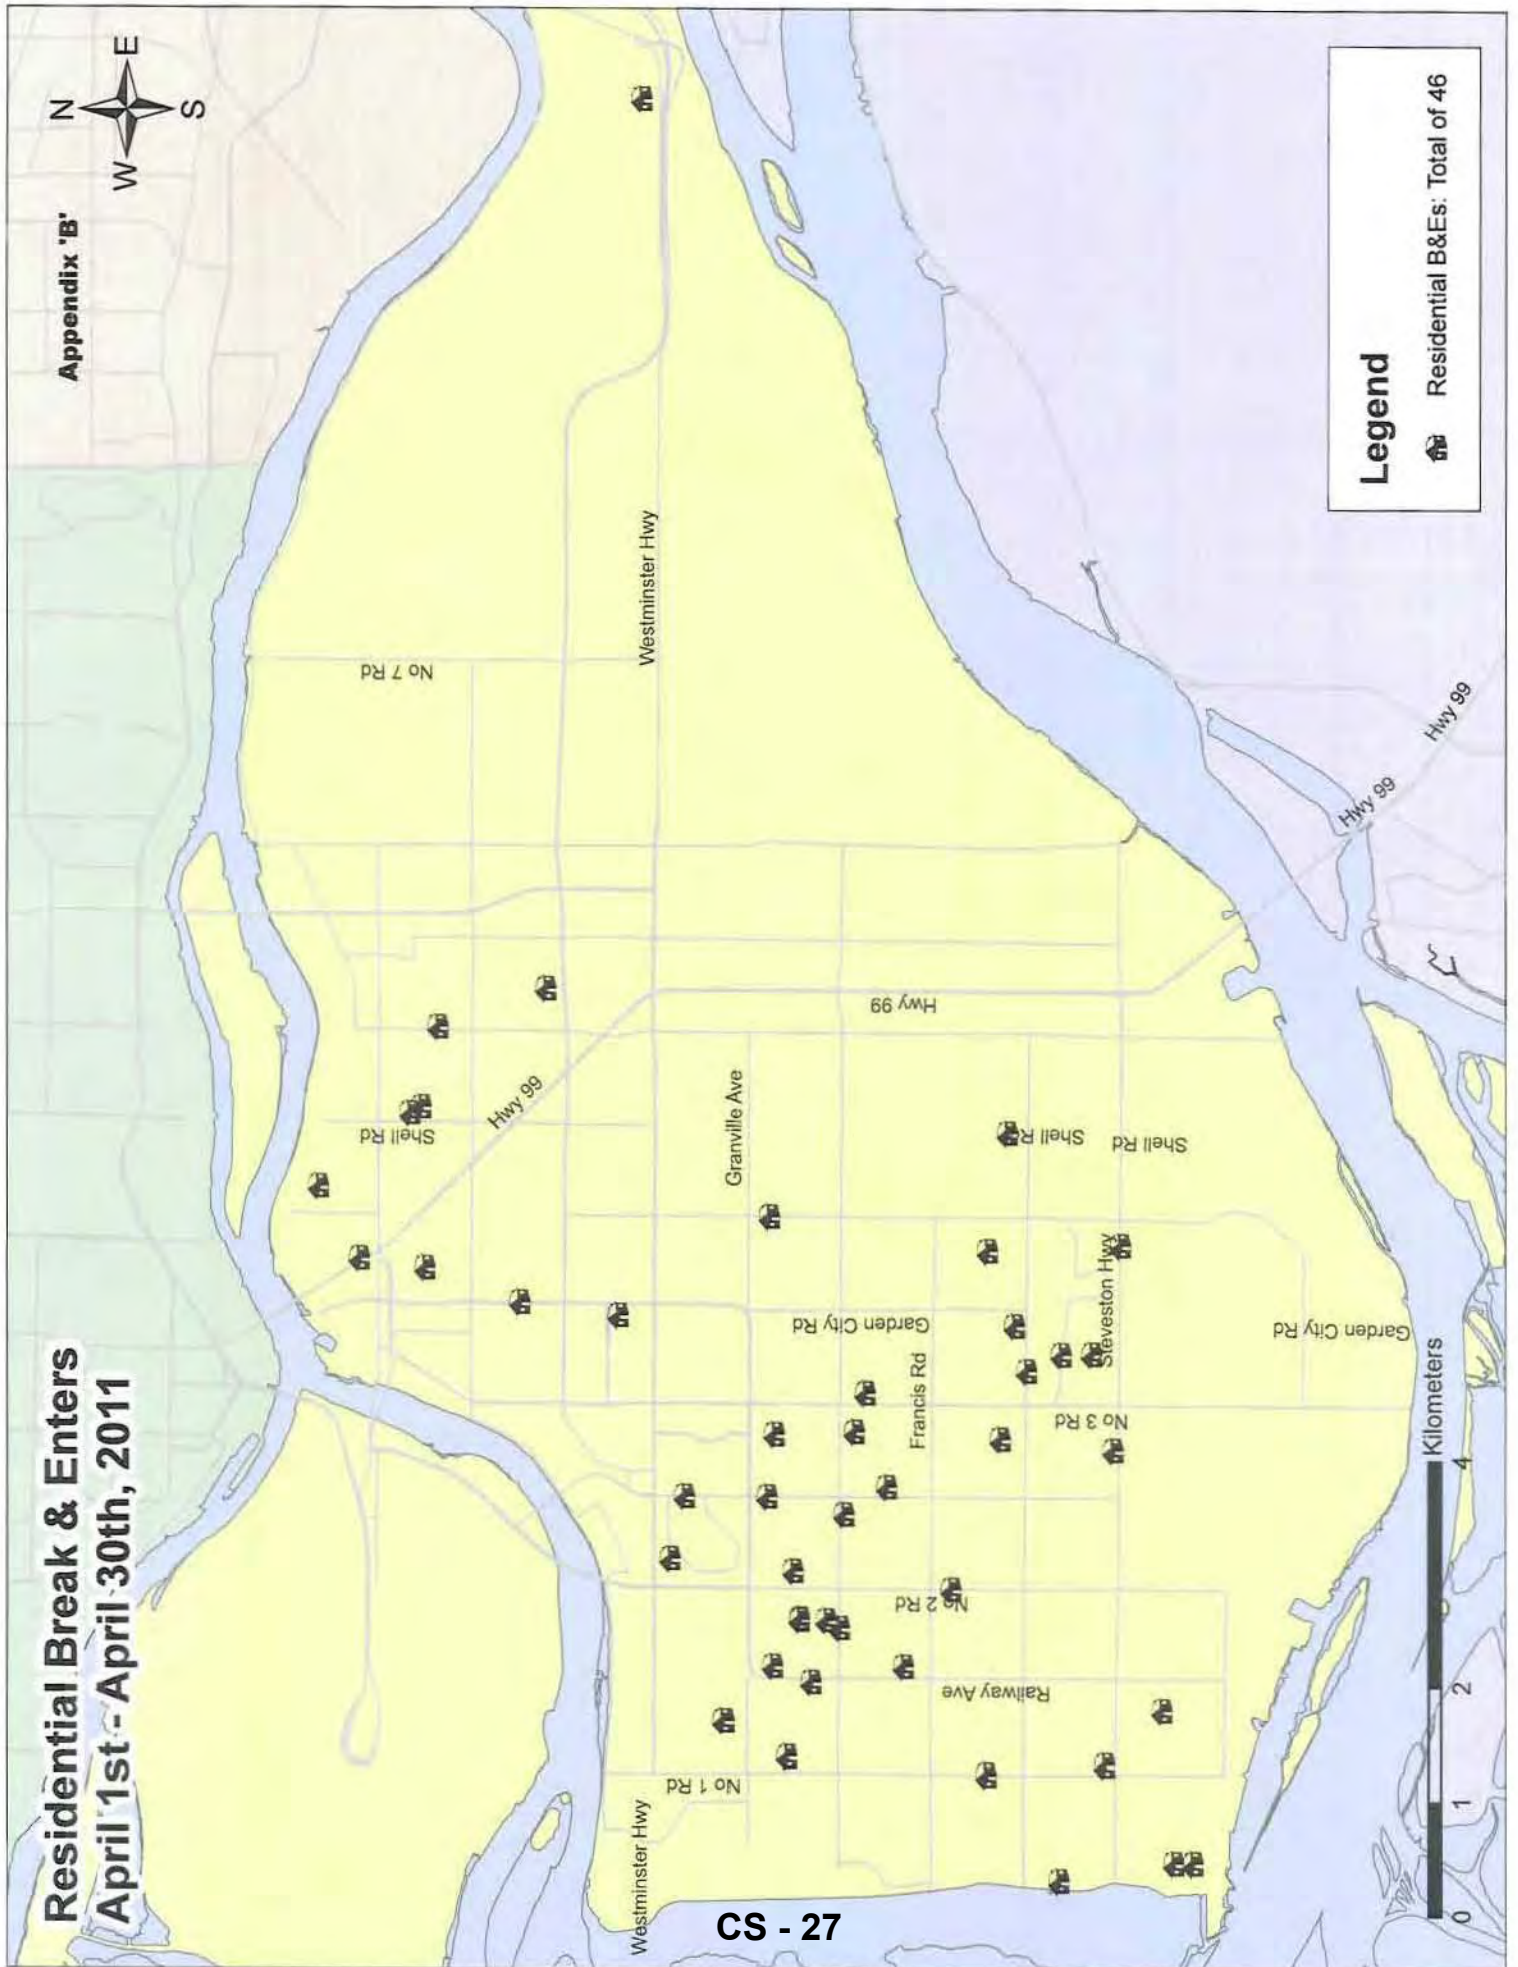 Residential Break & Enters
April 1st - April 30th, 2011
Appendix 'B'
N
W
E
S
No 7 Rd
Westminster Hwy
Shell Rd
Hwy 99
Granville Ave
Hwy 99
Shell Rd
Shell Rd
Garden City Rd
Francis Rd
Steveston Hwy
Garden City Rd
No 3 Rd
No 2 Rd
Railway Ave
No 1 Rd
Westminster Hwy
Hwy 99
Hwy 99
Legend
Residential B&Es: Total of 46
0 1 2 4
Kilometers
CS - 27